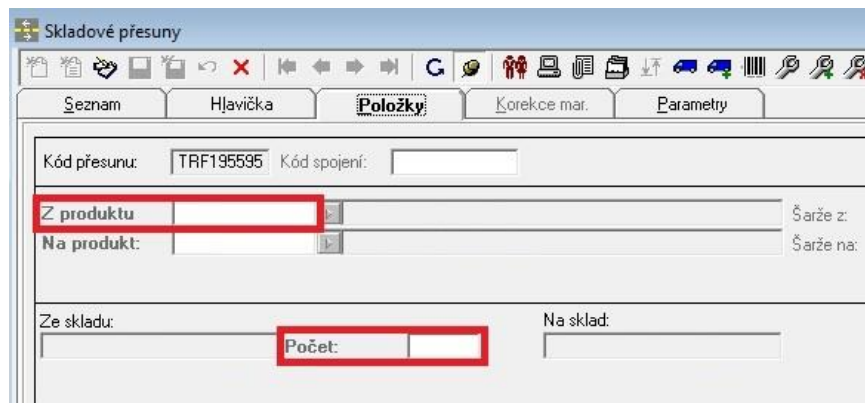 Skladové přesuny
Seznam Hlavička Položky Korekce mar. Parametry
Kód přesunu: TRF195595 Kód spojení:
Z produktu Šarže z:
Na produkt: Šarže na:
Ze skladu: Na sklad:
Počet: